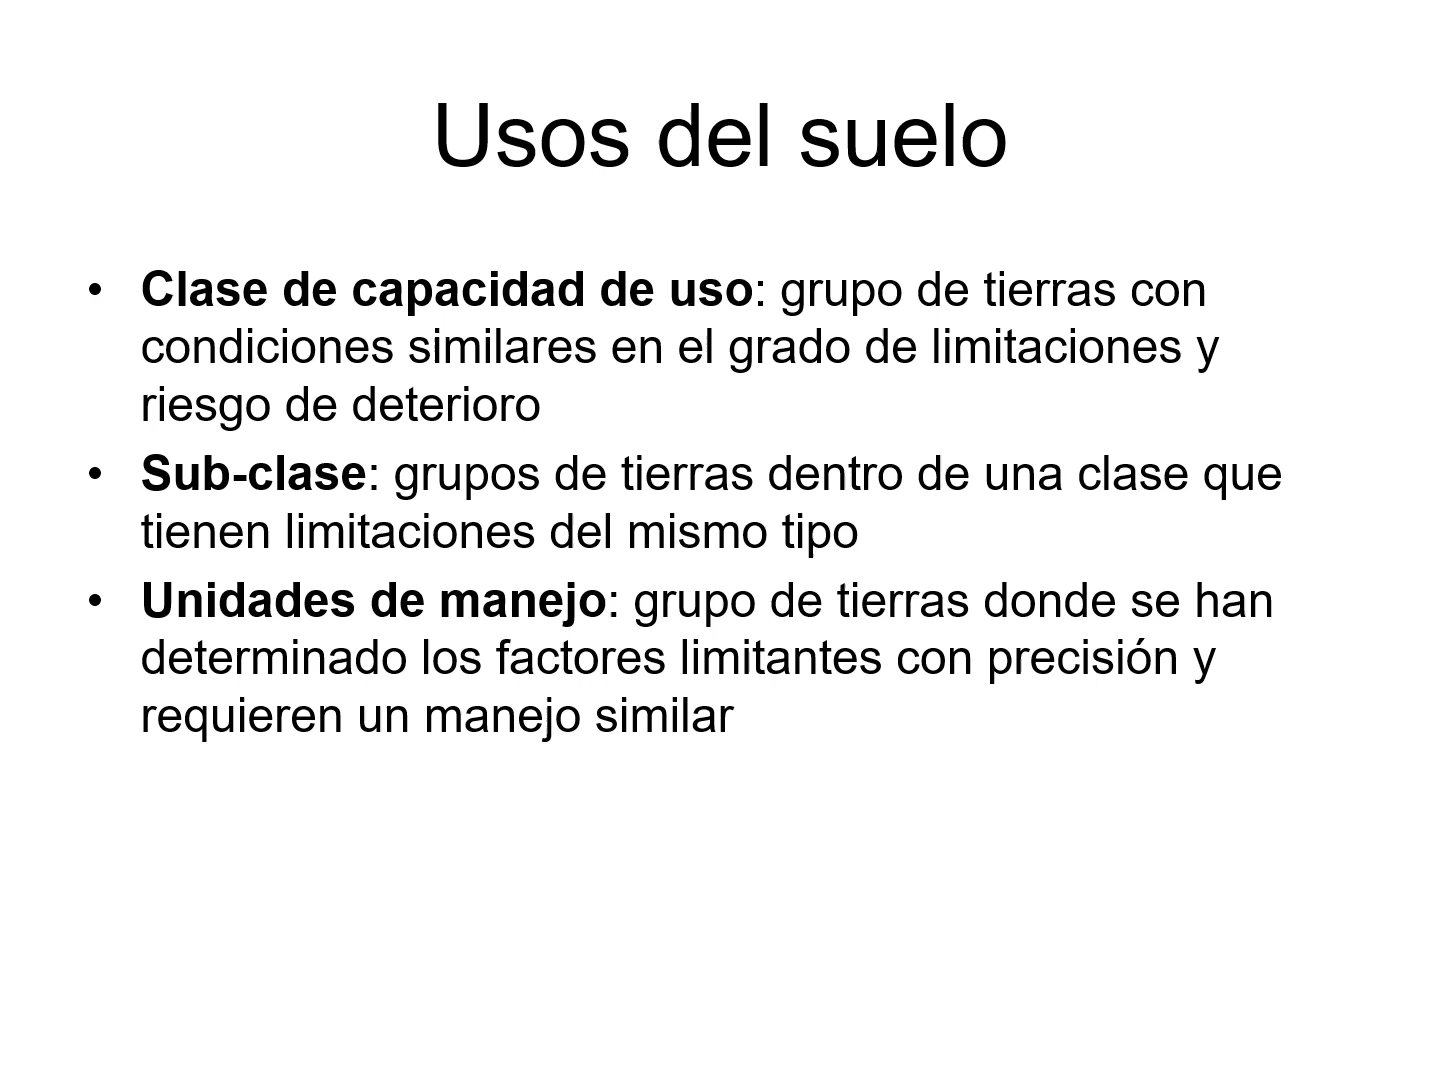 Usos del suelo
• Clase de capacidad de uso: grupo de tierras con
condiciones similares en el grado de limitaciones y
riesgo de deterioro
• Sub-clase: grupos de tierras dentro de una clase que
tienen limitaciones del mismo tipo
• Unidades de manejo: grupo de tierras donde se han
determinado los factores limitantes con precisión y
requieren un manejo similar